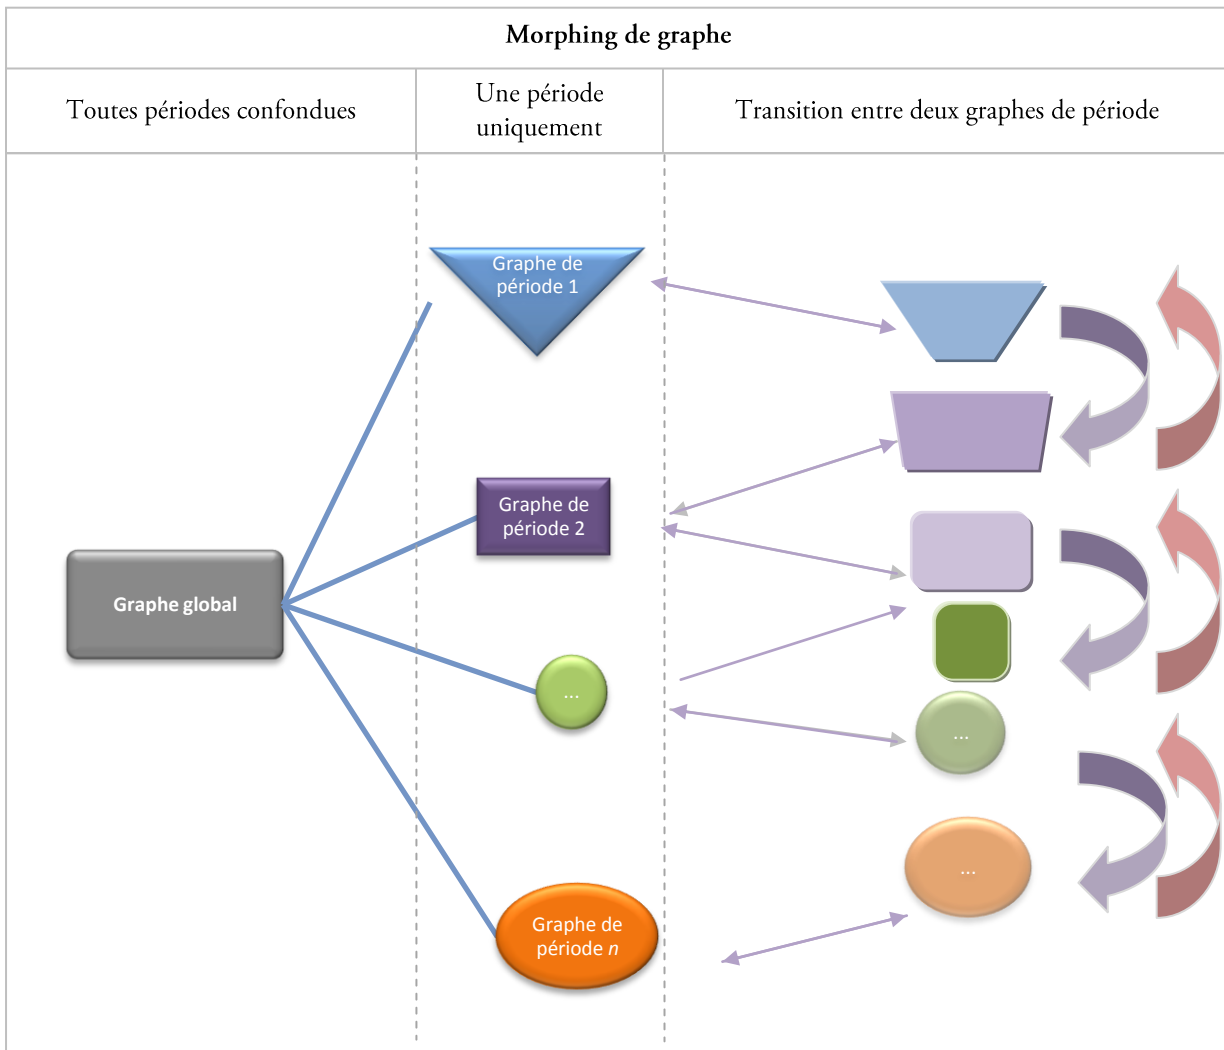 Morphing de graphe
Toutes périodes confondues
Une période
uniquement
Transition entre deux graphes de période
Graphe de
période 1
Graphe de
période 2
Graphe global
...
...
...
Graphe de
période n